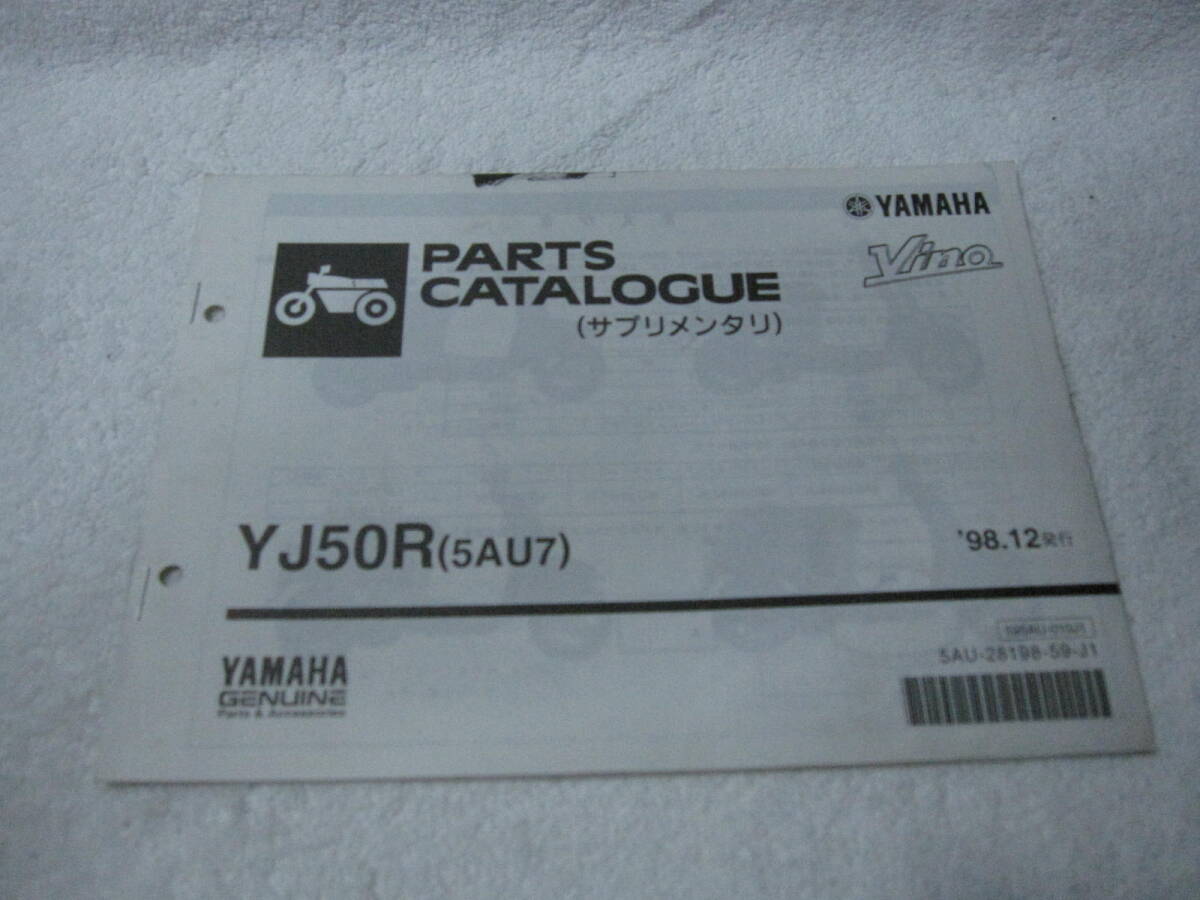 YAMAHA
Vino
PARTS
CATALOGUE
(サプリメンタリ)
YJ50R(5AU7)
'98.12発行
5AU-28198-59-J1
YAMAHA
GENUINE
Parts & Accessories